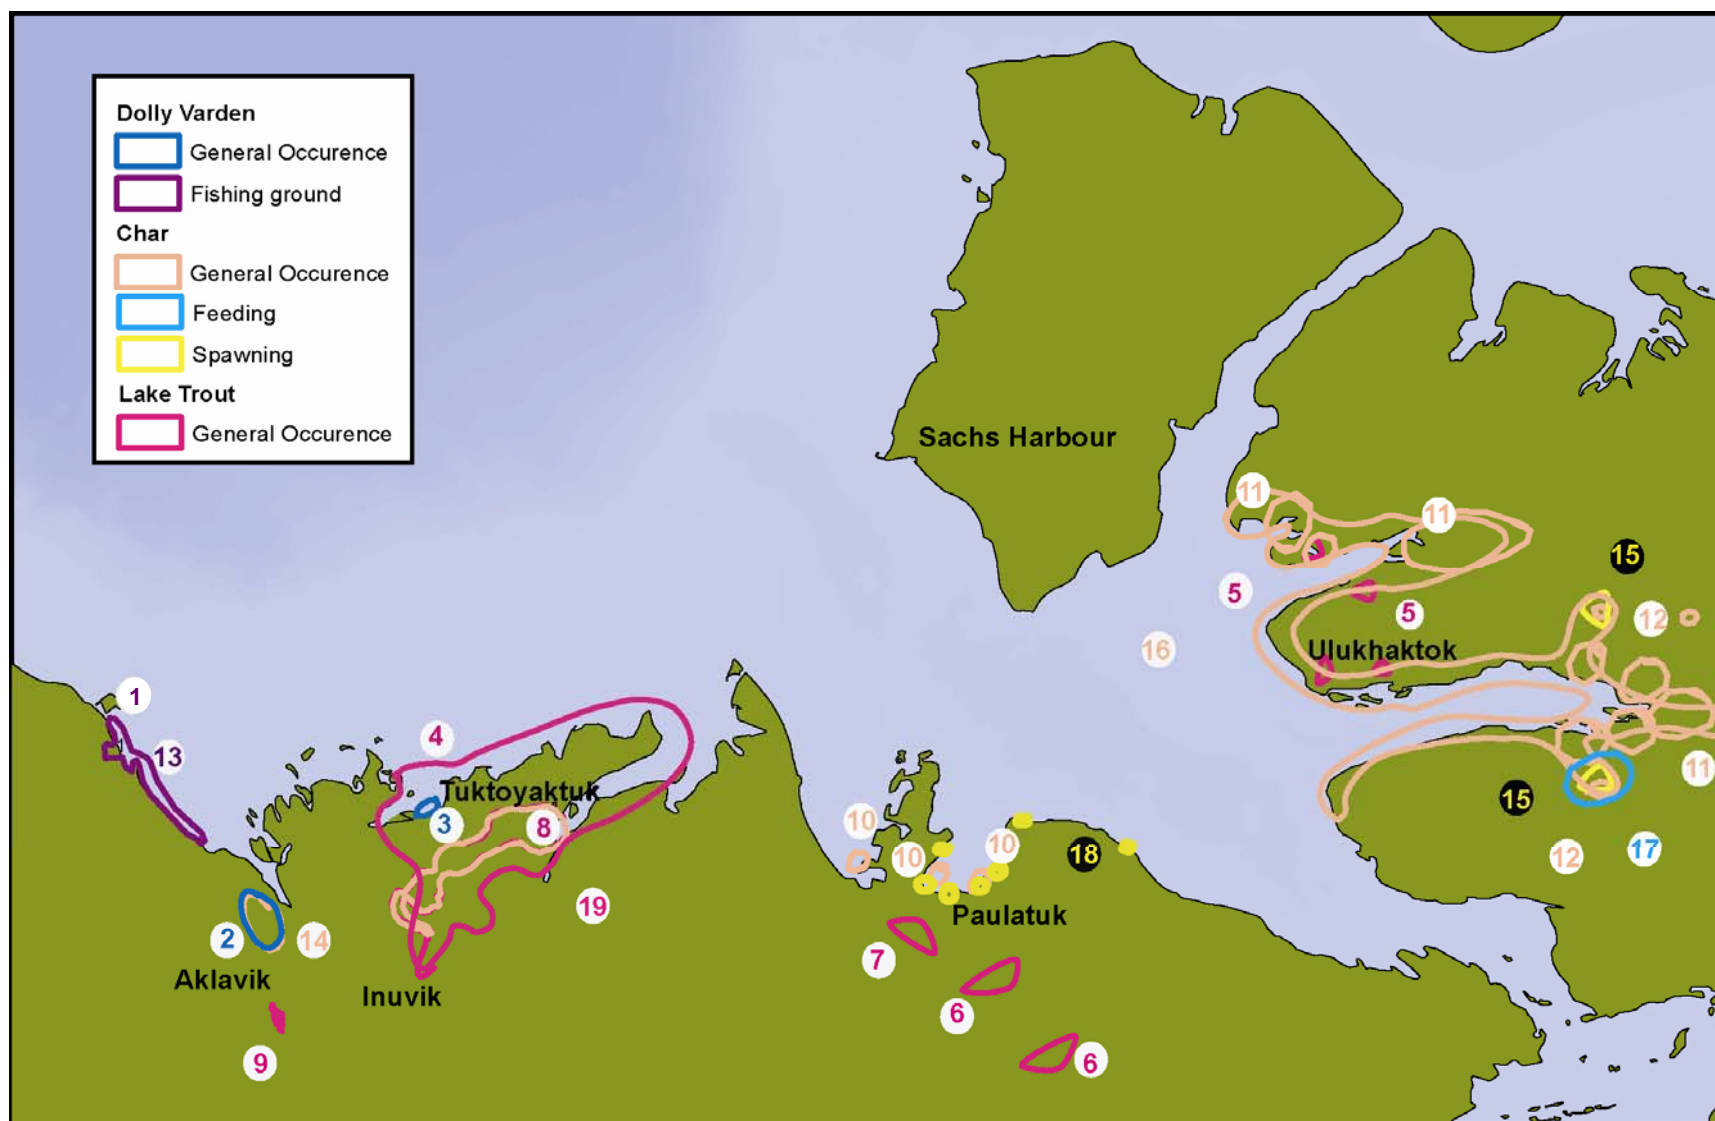 Dolly Varden
General Occurence
Fishing ground
Char
General Occurence
Feeding
Spawning
Lake Trout
General Occurence
Sachs Harbour
11
11
15
5
5
12
16
Ulukhaktok
1
4
13
Tuktoyaktuk
3
8
10
10
10
18
15
11
12
17
19
Paulatuk
2
14
7
Aklavik
Inuvik
6
9
6